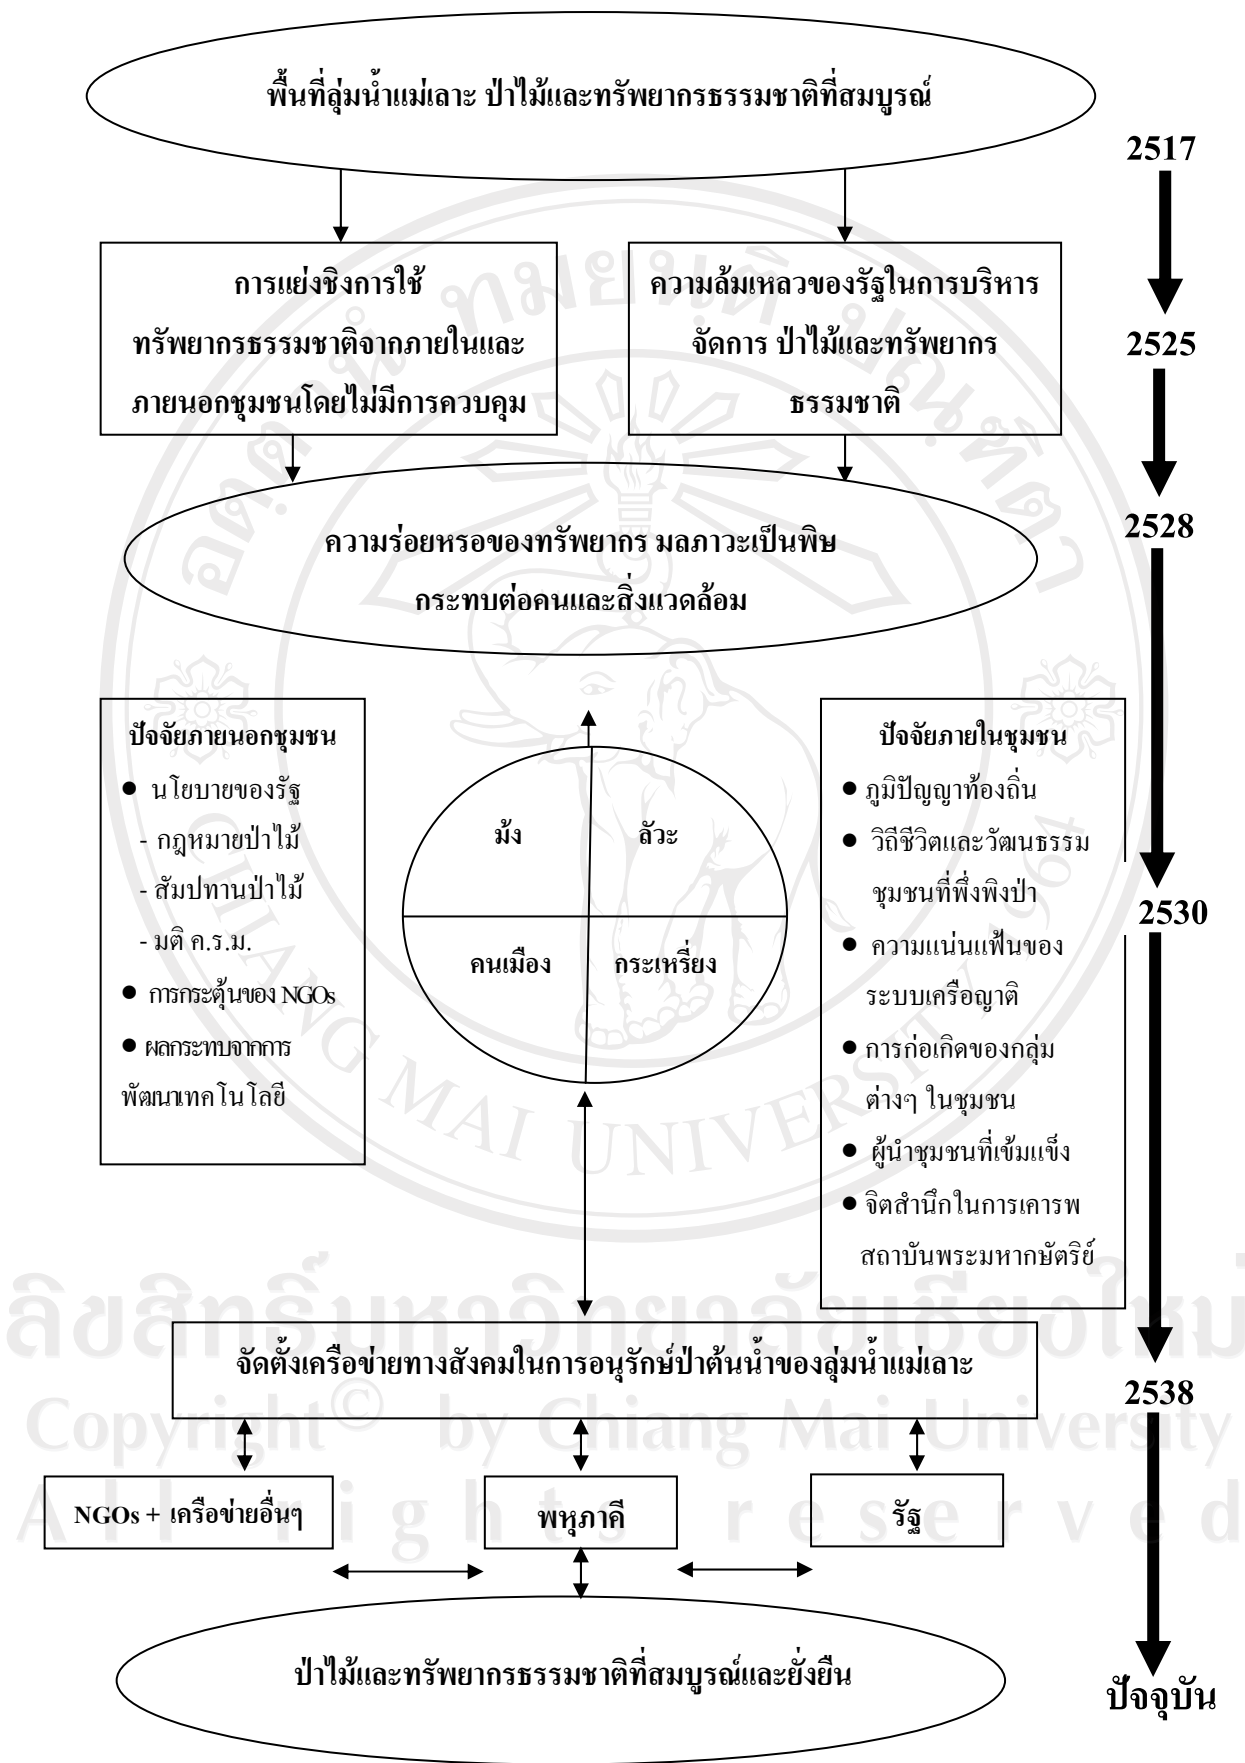 พื้นที่ลุ่มน้ำแม่เลาะ ป่าไม้และทรัพยากรธรรมชาติที่สมบูรณ์
2517
การแย่งชิงการใช้
ทรัพยากรธรรมชาติจากภายในและ
ภายนอกชุมชนโดยไม่มีการควบคุม
ความล้มเหลวของรัฐในการบริหาร
จัดการ ป่าไม้และทรัพยากร
ธรรมชาติ
2525
2528
ความร่อยหรอของทรัพยากร มลภาวะเป็นพิษ
กระทบต่อคนและสิ่งแวดล้อม
ปัจจัยภายนอกชุมชน
● นโยบายของรัฐ
- กฎหมายป่าไม้
- สัมปทานป่าไม้
- มติ ค.ร.ม.
● การกระตุ้นของ NGOs
● ผลกระทบจากการ
พัฒนาเทคโนโลยี
ม้ง
ลัวะ
คนเมือง
กระเหรี่ยง
ปัจจัยภายในชุมชน
● ภูมิปัญญาท้องถิ่น
● วิถีชีวิตและวัฒนธรรม
ชุมชนที่พึ่งพิงป่า
● ความแน่นแฟ้นของ
ระบบเครือญาติ
● การก่อเกิดของกลุ่ม
ต่างๆ ในชุมชน
● ผู้นำชุมชนที่เข้มแข็ง
● จิตสำนึกในการเคารพ
สถาบันพระมหากษัตริย์
2530
จัดตั้งเครือข่ายทางสังคมในการอนุรักษ์ป่าต้นน้ำของลุ่มน้ำแม่เลาะ
2538
NGOs + เครือข่ายอื่นๆ
พหุภาคี
รัฐ
ป่าไม้และทรัพยากรธรรมชาติที่สมบูรณ์และยั่งยืน
ปัจจุบัน
อตฺตานํ ทมยนฺติ ปณฺฑิตา
CHIANG MAI UNIVERSITY 1964
ลิขสิทธิ์มหาวิทยาลัยเชียงใหม่
Copyright© by Chiang Mai University
All rights reserved